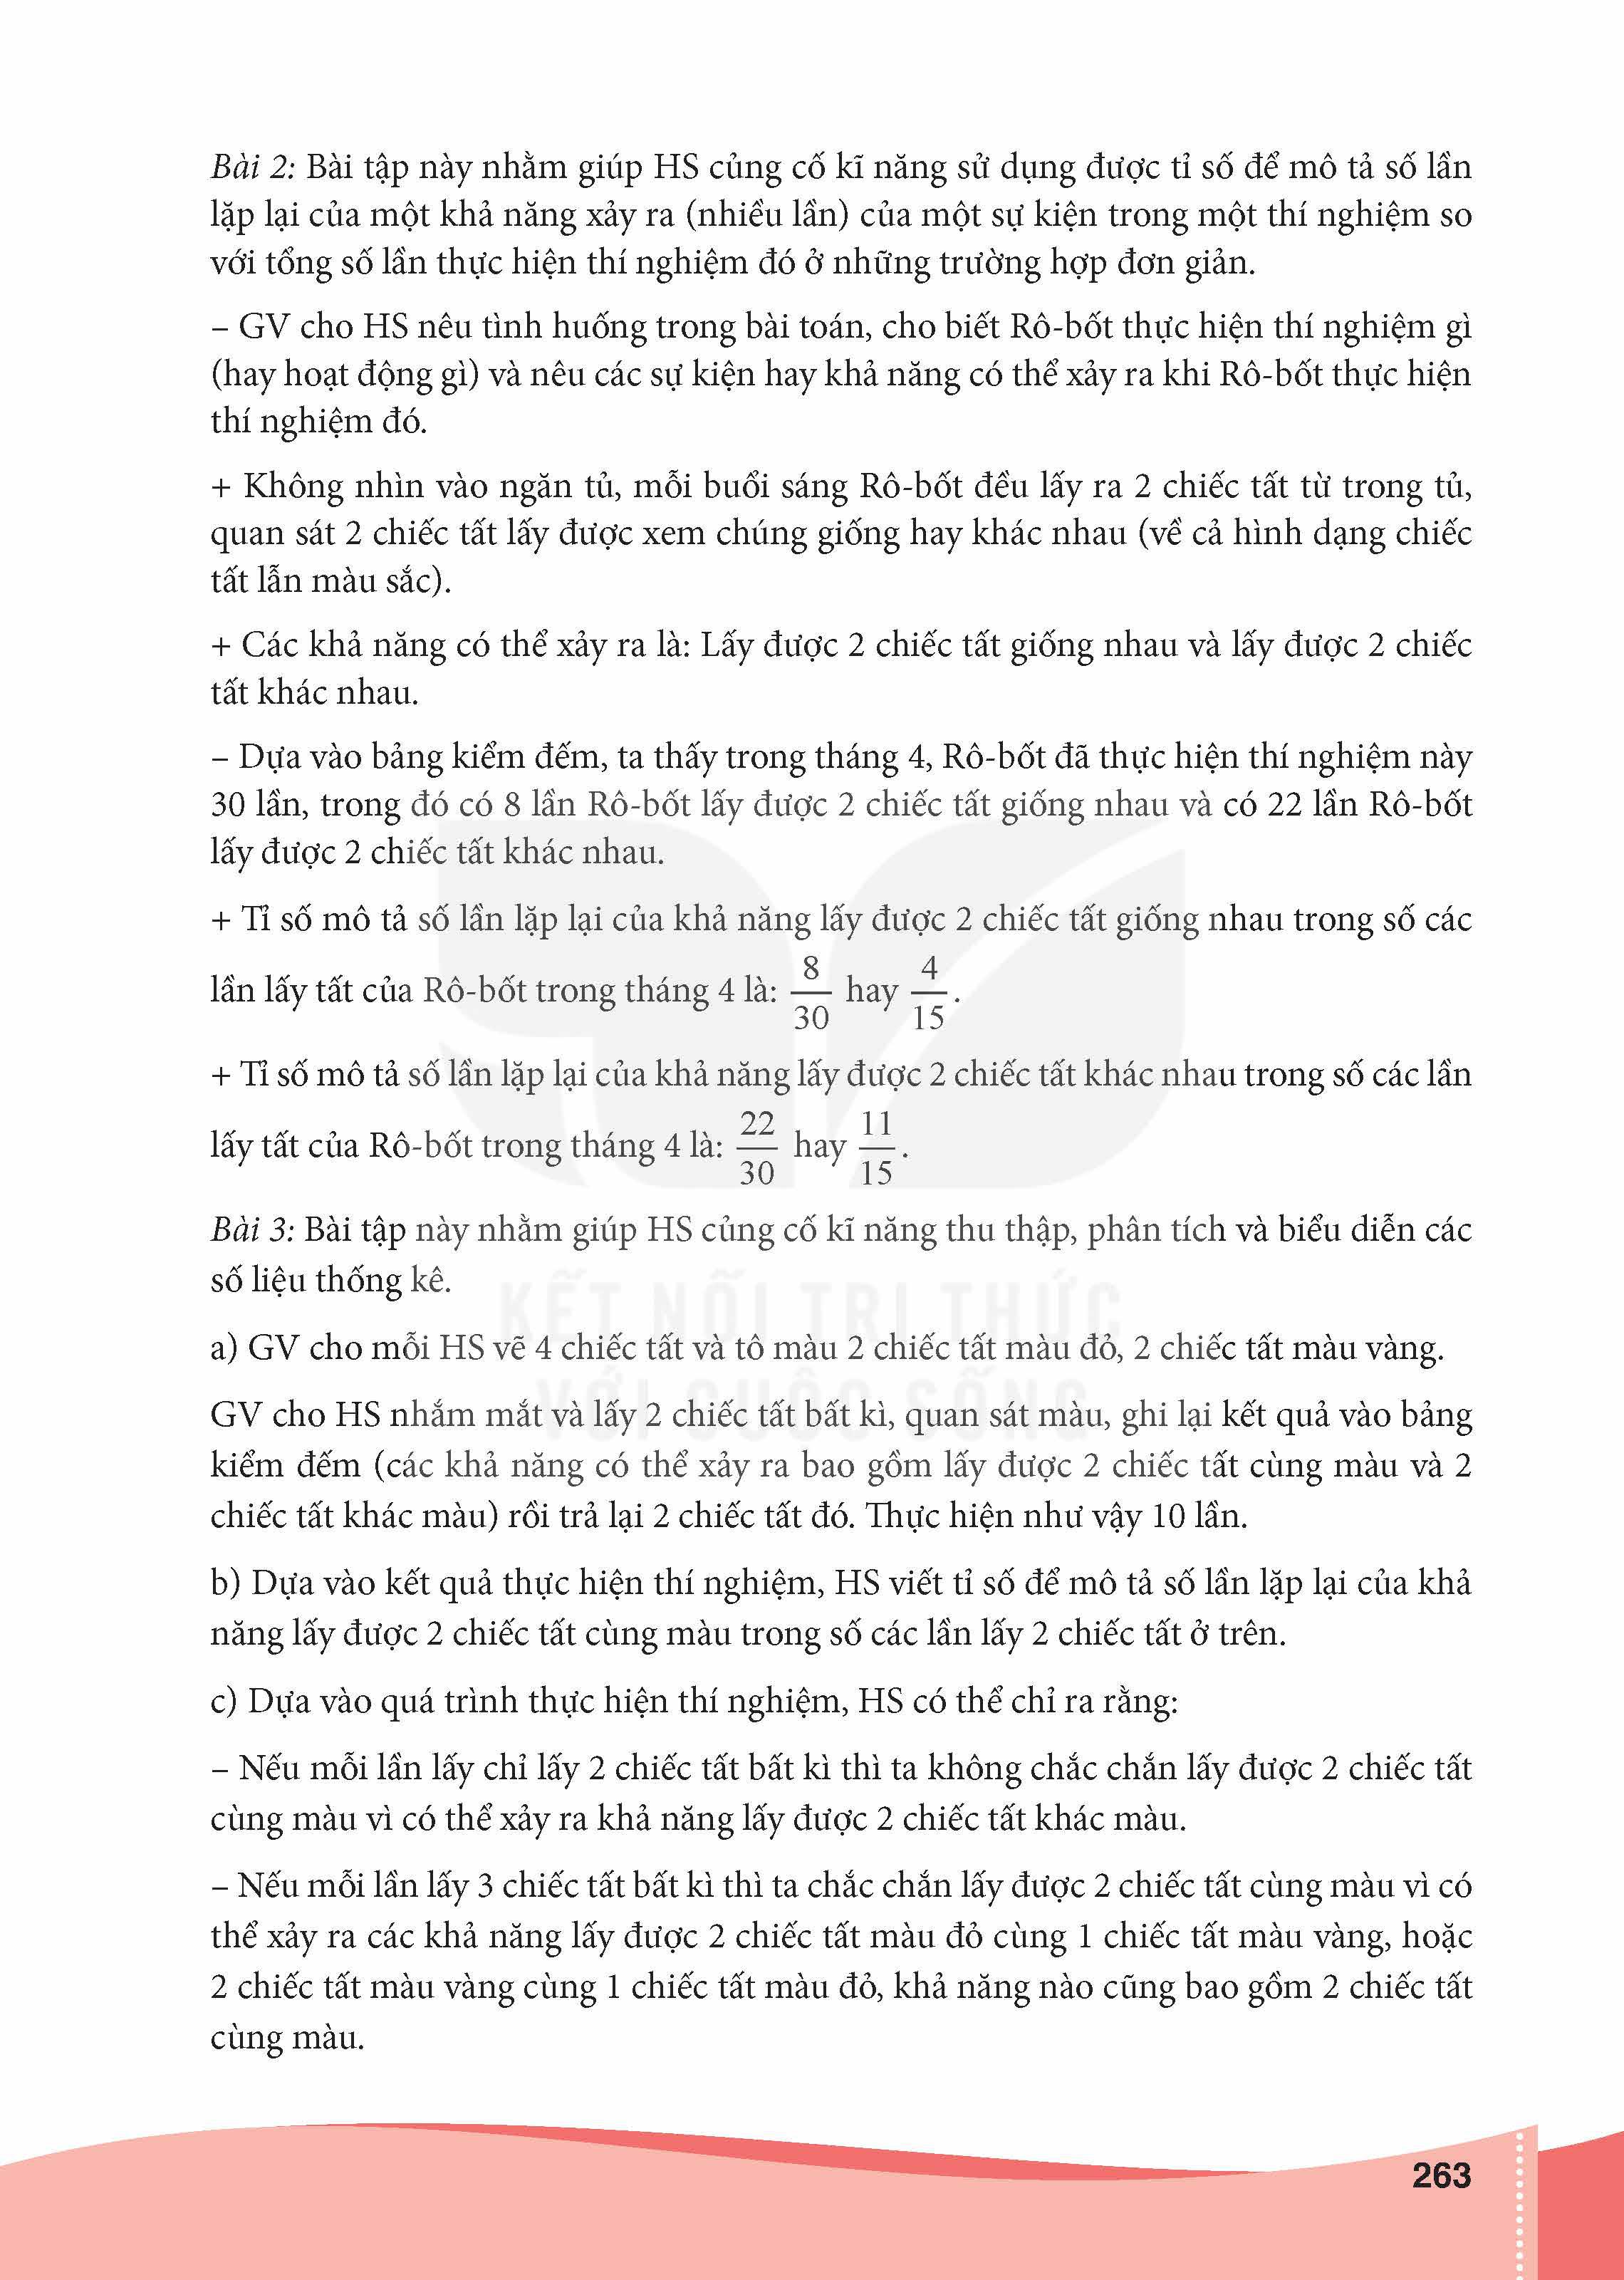 Bài 2: Bài tập này nhằm giúp HS củng cố kĩ năng sử dụng được tỉ số để mô tả số lần
lặp lại của một khả năng xảy ra (nhiều lần) của một sự kiện trong một thí nghiệm so
với tổng số lần thực hiện thí nghiệm đó ở những trường hợp đơn giản.
– GV cho HS nêu tình huống trong bài toán, cho biết Rô-bốt thực hiện thí nghiệm gì
(hay hoạt động gì) và nêu các sự kiện hay khả năng có thể xảy ra khi Rô-bốt thực hiện
thí nghiệm đó.
+ Không nhìn vào ngăn tủ, mỗi buổi sáng Rô-bốt đều lấy ra 2 chiếc tất từ trong tủ,
quan sát 2 chiếc tất lấy được xem chúng giống hay khác nhau (về cả hình dạng chiếc
tất lẫn màu sắc).
+ Các khả năng có thể xảy ra là: Lấy được 2 chiếc tất giống nhau và lấy được 2 chiếc
tất khác nhau.
– Dựa vào bảng kiểm đếm, ta thấy trong tháng 4, Rô-bốt đã thực hiện thí nghiệm này
30 lần, trong đó có 8 lần Rô-bốt lấy được 2 chiếc tất giống nhau và có 22 lần Rô-bốt
lấy được 2 chiếc tất khác nhau.
+ Tỉ số mô tả số lần lặp lại của khả năng lấy được 2 chiếc tất giống nhau trong số các
lần lấy tất của Rô-bốt trong tháng 4 là: 8/30 hay 4/15.
+ Tỉ số mô tả số lần lặp lại của khả năng lấy được 2 chiếc tất khác nhau trong số các lần
lấy tất của Rô-bốt trong tháng 4 là: 22/30 hay 11/15.
Bài 3: Bài tập này nhằm giúp HS củng cố kĩ năng thu thập, phân tích và biểu diễn các
số liệu thống kê.
KẾT NỐI TRI THỨC
a) GV cho mỗi HS vẽ 4 chiếc tất và tô màu 2 chiếc tất màu đỏ, 2 chiếc tất màu vàng.
VỚI CUỘC SỐNG
GV cho HS nhắm mắt và lấy 2 chiếc tất bất kì, quan sát màu, ghi lại kết quả vào bảng
kiểm đếm (các khả năng có thể xảy ra bao gồm lấy được 2 chiếc tất cùng màu và 2
chiếc tất khác màu) rồi trả lại 2 chiếc tất đó. Thực hiện như vậy 10 lần.
b) Dựa vào kết quả thực hiện thí nghiệm, HS viết tỉ số để mô tả số lần lặp lại của khả
năng lấy được 2 chiếc tất cùng màu trong số các lần lấy 2 chiếc tất ở trên.
c) Dựa vào quá trình thực hiện thí nghiệm, HS có thể chỉ ra rằng:
– Nếu mỗi lần lấy chỉ lấy 2 chiếc tất bất kì thì ta không chắc chắn lấy được 2 chiếc tất
cùng màu vì có thể xảy ra khả năng lấy được 2 chiếc tất khác màu.
– Nếu mỗi lần lấy 3 chiếc tất bất kì thì ta chắc chắn lấy được 2 chiếc tất cùng màu vì có
thể xảy ra các khả năng lấy được 2 chiếc tất màu đỏ cùng 1 chiếc tất màu vàng, hoặc
2 chiếc tất màu vàng cùng 1 chiếc tất màu đỏ, khả năng nào cũng bao gồm 2 chiếc tất
cùng màu.
263